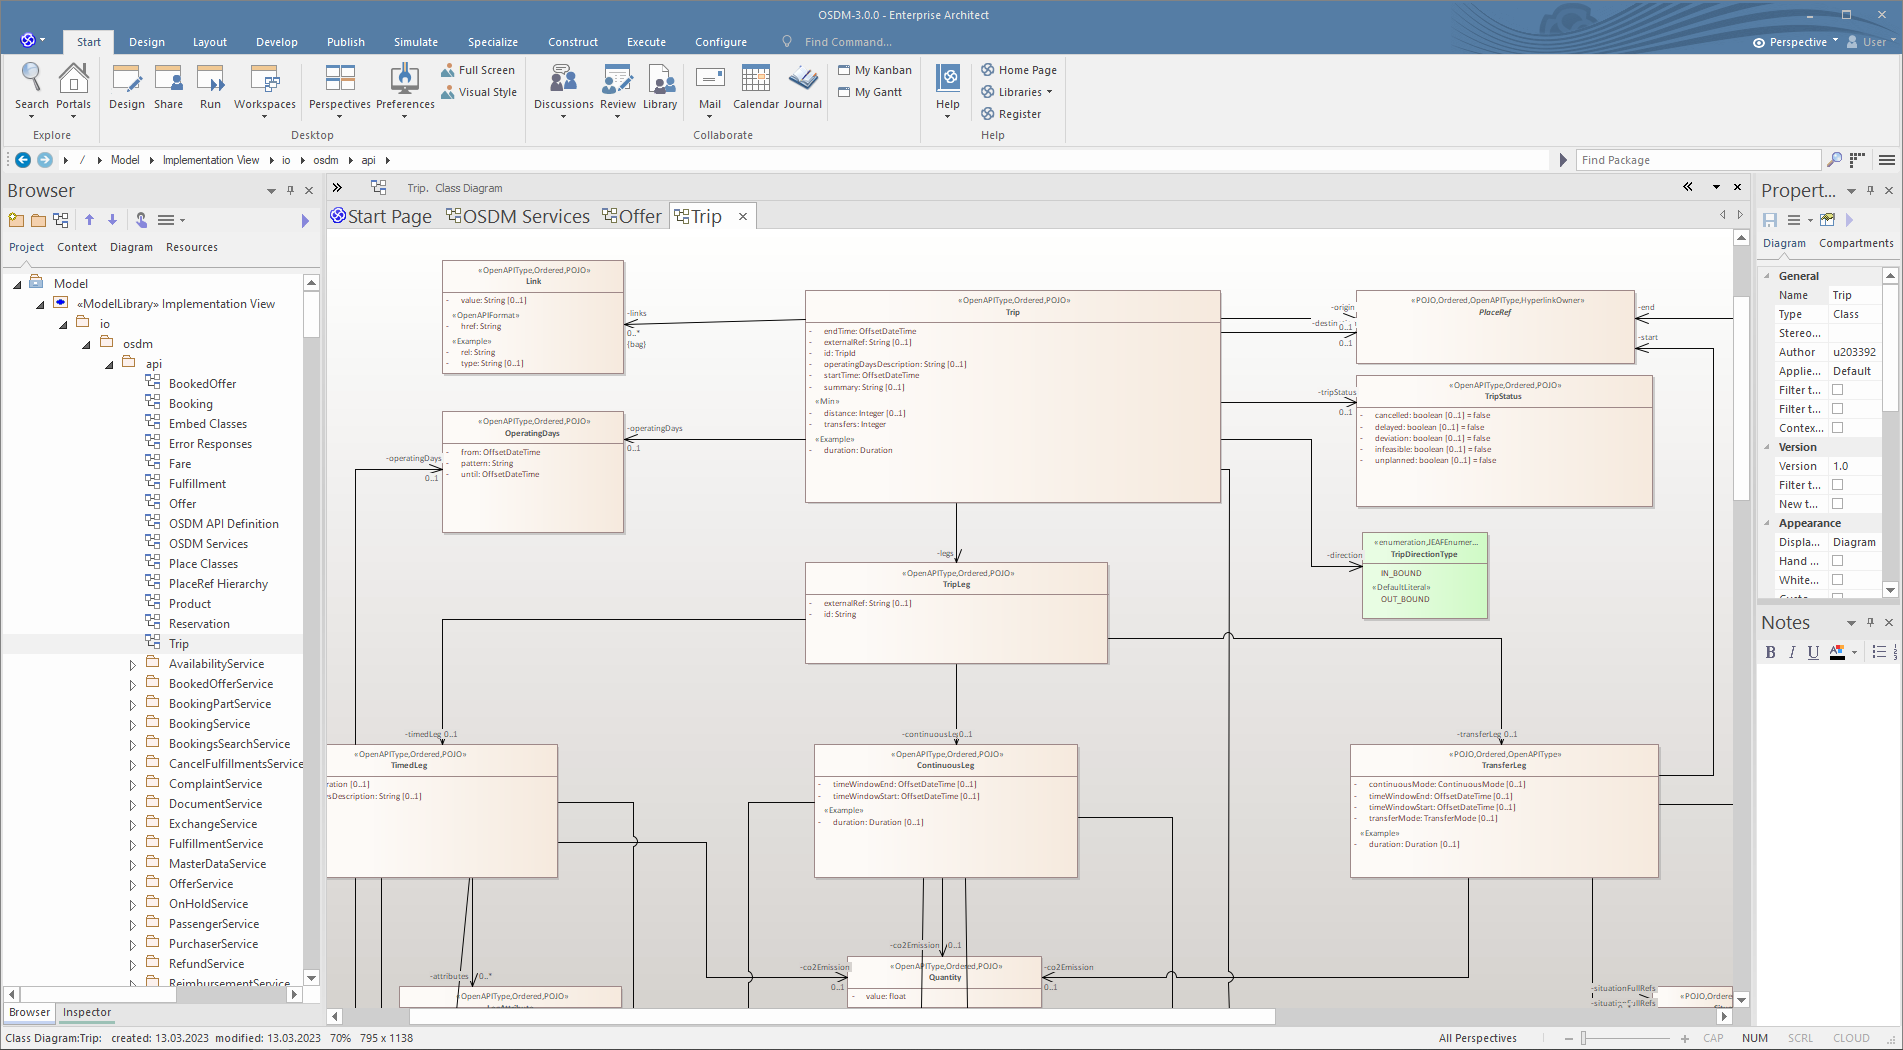 OSDM-3.0.0 - Enterprise Architect
Start Design Layout Develop Publish Simulate Specialize Construct Execute Configure Find Command... Perspective User
Search Portals
Explore
Design Share Run Workspaces Perspectives Preferences Full Screen Visual Style
Desktop
Discussions Review Library Mail Calendar Journal My Kanban My Gantt
Collaborate
Help Home Page Libraries Register
Help
/ Model Implementation View io osdm api
Find Package
Browser
Project Context Diagram Resources
Model
«ModelLibrary» Implementation View
io
osdm
api
BookedOffer
Booking
Embed Classes
Error Responses
Fare
Fulfillment
Offer
OSDM API Definition
OSDM Services
Place Classes
PlaceRef Hierarchy
Product
Reservation
Trip
AvailabilityService
BookedOfferService
BookingPartService
BookingService
BookingsSearchService
CancelFulfillmentsService
ComplaintService
DocumentService
ExchangeService
FulfillmentService
MasterDataService
OfferService
OnHoldService
PassengerService
PurchaserService
RefundService
ReimbursementService
Browser Inspector
Trip. Class Diagram
Start Page OSDM Services Offer Trip
«OpenAPIType,Ordered,POJO»
Link
- value: String [0..1]
«OpenAPIFormat»
- href: String
«Example»
- rel: String
- type: String [0..1]
-links
0..*
{bag}
«OpenAPIType,Ordered,POJO»
Trip
- endTime: OffsetDateTime
- externalRef: String [0..1]
- id: TripId
- operatingDaysDescription: String [0..1]
- startTime: OffsetDateTime
- summary: String [0..1]
«Min»
- distance: Integer [0..1]
- transfers: Integer
«Example»
- duration: Duration
-origin
-destin
0..1
0..1
«POJO,Ordered,OpenAPIType,HyperlinkOwner»
PlaceRef
-end
-start
-tripStatus
0..1
«OpenAPIType,Ordered,POJO»
TripStatus
- cancelled: boolean [0..1] = false
- delayed: boolean [0..1] = false
- deviation: boolean [0..1] = false
- infeasible: boolean [0..1] = false
- unplanned: boolean [0..1] = false
«OpenAPIType,Ordered,POJO»
OperatingDays
- from: OffsetDateTime
- pattern: String
- until: OffsetDateTime
-operatingDays
0..1
-operatingDays
0..1
-direction
«enumeration,JEAFEnumer...
TripDirectionType
IN_BOUND
«DefaultLiteral»
OUT_BOUND
-legs
«OpenAPIType,Ordered,POJO»
TripLeg
- externalRef: String [0..1]
- id: String
-timedLeg 0..1
«OpenAPIType,Ordered,POJO»
TimedLeg
uration [0..1]
sDescription: String [0..1]
-continuousLeg 0..1
«OpenAPIType,Ordered,POJO»
ContinuousLeg
- timeWindowEnd: OffsetDateTime [0..1]
- timeWindowStart: OffsetDateTime [0..1]
«Example»
- duration: Duration [0..1]
-transferLeg 0..1
«POJO,Ordered,OpenAPIType»
TransferLeg
- continuousMode: ContinuousMode [0..1]
- timeWindowEnd: OffsetDateTime [0..1]
- timeWindowStart: OffsetDateTime [0..1]
- transferMode: TransferMode [0..1]
«Example»
- duration: Duration [0..1]
-attributes 0..*
«OpenAPIType,Ordered,POJO»
-co2Emission 0..1
-co2Emission
0..1
-co2Emission
0..1
«OpenAPIType,Ordered,POJO»
Quantity
- value: float
-situationFullRefs
-situationFullRefs
«POJO,Ordere
Propert...
Diagram Compartments
General
Name Trip
Type Class
Stereo...
Author u203392
Applie... Default
Filter t...
Filter t...
Contex...
Version
Version 1.0
Filter t...
New t...
Appearance
Displa... Diagram
Hand ...
White...
Notes
B I U A
Class Diagram:Trip: created: 13.03.2023 modified: 13.03.2023 70% 795 x 1138
All Perspectives CAP NUM SCRL CLOUD